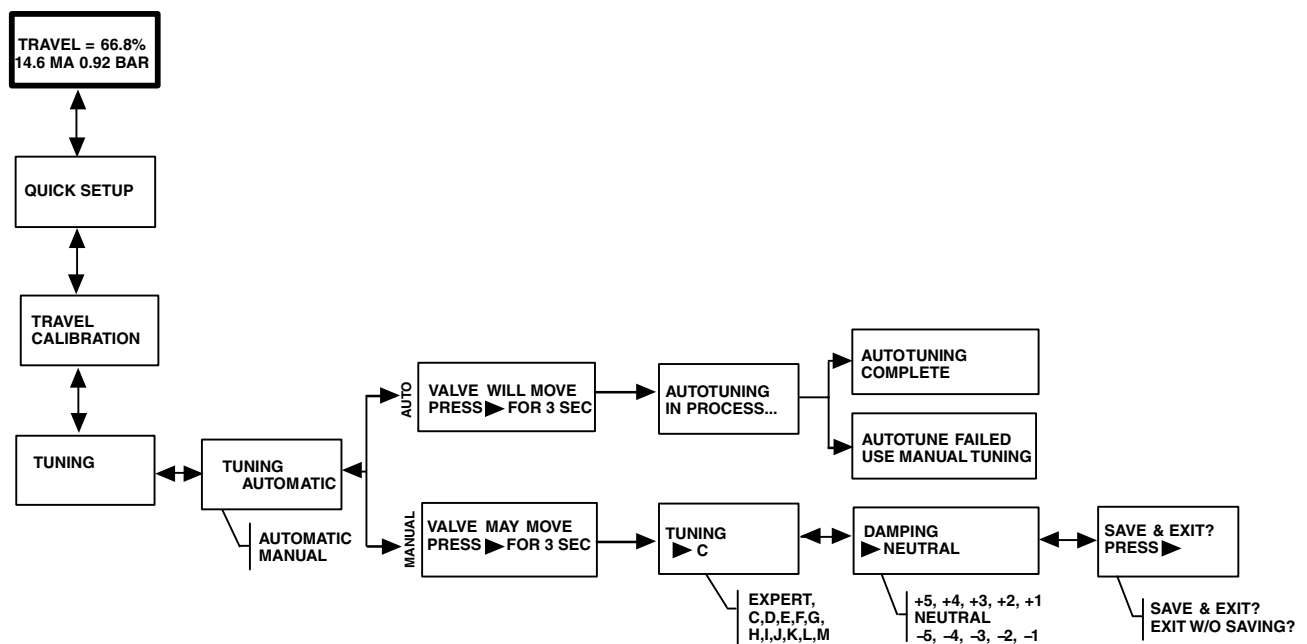 TRAVEL = 66.8%
14.6 MA 0.92 BAR
QUICK SETUP
TRAVEL
CALIBRATION
TUNING
TUNING
AUTOMATIC
AUTOMATIC
MANUAL
AUTO
VALVE WILL MOVE
PRESS ▶ FOR 3 SEC
AUTOTUNING
IN PROCESS...
AUTOTUNING
COMPLETE
AUTOTUNE FAILED
USE MANUAL TUNING
MANUAL
VALVE MAY MOVE
PRESS ▶ FOR 3 SEC
TUNING
▶ C
EXPERT,
C,D,E,F,G,
H,I,J,K,L,M
DAMPING
▶ NEUTRAL
+5, +4, +3, +2, +1
NEUTRAL
–5, –4, –3, –2, –1
SAVE & EXIT?
PRESS ▶
SAVE & EXIT?
EXIT W/O SAVING?